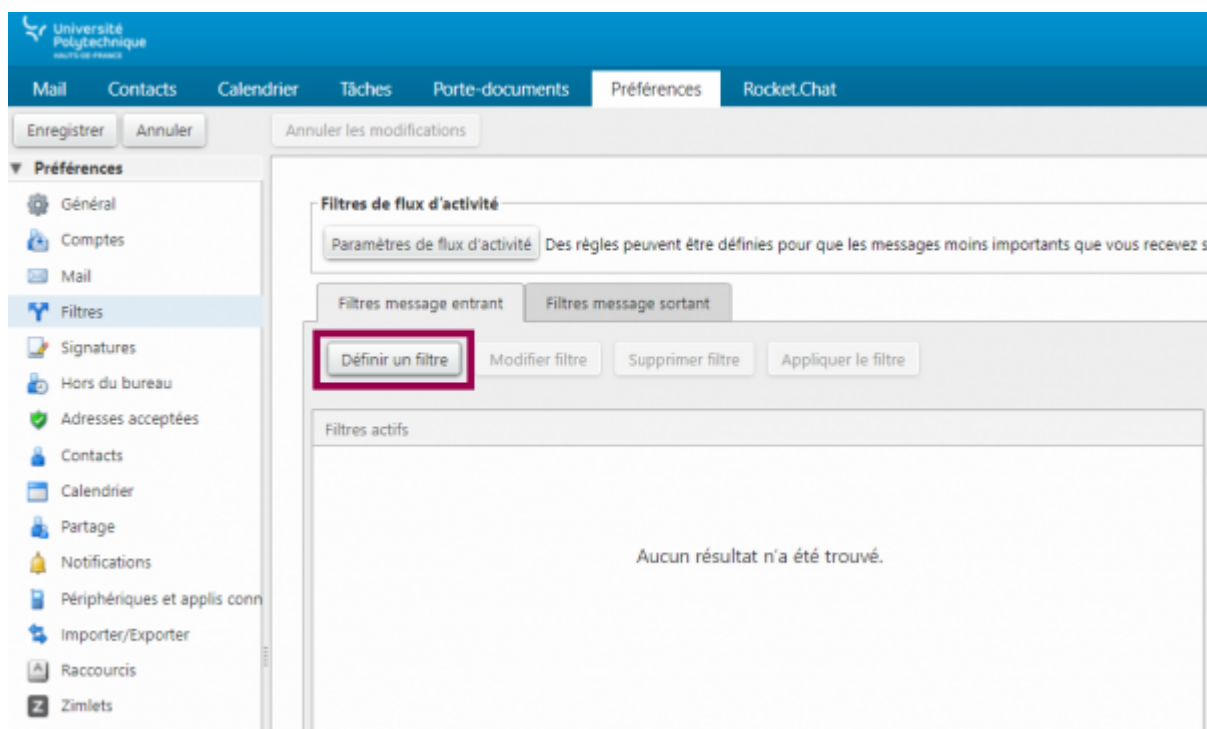 Université
Polytechnique
HAUTS-DE-FRANCE
Mail Contacts Calendrier Tâches Porte-documents Préférences Rocket.Chat
Enregistrer Annuler Annuler les modifications
Préférences
Général
Comptes
Mail
Filtres
Signatures
Hors du bureau
Adresses acceptées
Contacts
Calendrier
Partage
Notifications
Périphériques et applis conn
Importer/Exporter
Raccourcis
Zimlets
Filtres de flux d'activité
Paramètres de flux d'activité Des règles peuvent être définies pour que les messages moins importants que vous recevez s
Filtres message entrant Filtres message sortant
Définir un filtre Modifier filtre Supprimer filtre Appliquer le filtre
Filtres actifs
Aucun résultat n'a été trouvé.